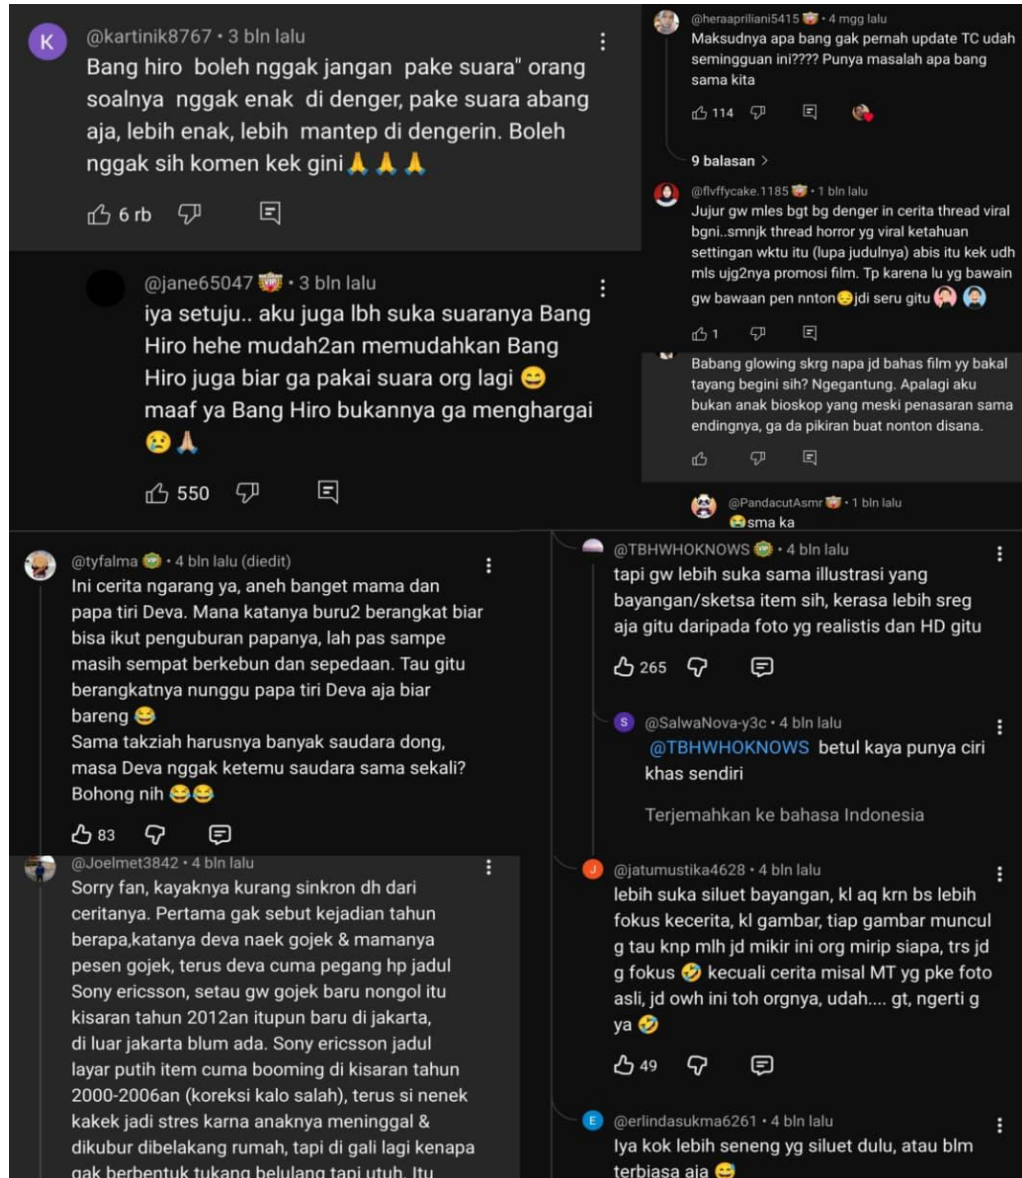 K
@kartinik8767 • 3 bln lalu
Bang hiro boleh nggak jangan pake suara" orang
soalnya nggak enak di denger, pake suara abang
aja, lebih enak, lebih mantep di dengerin. Boleh
nggak sih komen kek gini🙏🙏🙏
6 rb
@jane65047 VIP • 3 bln lalu
iya setuju.. aku juga lbh suka suaranya Bang
Hiro hehe mudah2an memudahkan Bang
Hiro juga biar ga pakai suara org lagi 😄
maaf ya Bang Hiro bukannya ga menghargai
😢🙏🏼
550
@heraapriliani5415 • 4 mgg lalu
Maksudnya apa bang gak pernah update TC udah
semingguan ini???? Punya masalah apa bang
sama kita
114
9 balasan >
@flvffycake.1185 • 1 bln lalu
Jujur gw mles bgt bg denger in cerita thread viral
bgni..smnjk thread horror yg viral ketahuan
settingan wktu itu (lupa judulnya) abis itu kek udh
mls ujg2nya promosi film. Tp karena lu yg bawain
gw bawaan pen nnton😔jdi seru gitu
1
Babang glowing skrg napa jd bahas film yy bakal
tayang begini sih? Ngegantung. Apalagi aku
bukan anak bioskop yang meski penasaran sama
endingnya, ga da pikiran buat nonton disana.
@PandacutAsmr • 1 bln lalu
😭sma ka
@tyfalma • 4 bln lalu (diedit)
Ini cerita ngarang ya, aneh banget mama dan
papa tiri Deva. Mana katanya buru2 berangkat biar
bisa ikut penguburan papanya, lah pas sampe
masih sempat berkebun dan sepedaan. Tau gitu
berangkatnya nunggu papa tiri Deva aja biar
bareng 😂
Sama takziah harusnya banyak saudara dong,
masa Deva nggak ketemu saudara sama sekali?
Bohong nih 😂😂
83
@Joelmet3842 • 4 bln lalu
Sorry fan, kayaknya kurang sinkron dh dari
ceritanya. Pertama gak sebut kejadian tahun
berapa,katanya deva naek gojek & mamanya
pesen gojek, terus deva cuma pegang hp jadul
Sony ericsson, setau gw gojek baru nongol itu
kisaran tahun 2012an itupun baru di jakarta,
di luar jakarta blum ada. Sony ericsson jadul
layar putih item cuma booming di kisaran tahun
2000-2006an (koreksi kalo salah), terus si nenek
kakek jadi stres karna anaknya meninggal &
dikubur dibelakang rumah, tapi di gali lagi kenapa
gak berbentuk tukang belulang tapi utuh. Itu
@TBHWHOKNOWS • 4 bln lalu
tapi gw lebih suka sama illustrasi yang
bayangan/sketsa item sih, kerasa lebih sreg
aja gitu daripada foto yg realistis dan HD gitu
265
S
@SalwaNova-y3c • 4 bln lalu
@TBHWHOKNOWS betul kaya punya ciri
khas sendiri
Terjemahkan ke bahasa Indonesia
J
@jatumustika4628 • 4 bln lalu
lebih suka siluet bayangan, kl aq krn bs lebih
fokus kecerita, kl gambar, tiap gambar muncul
g tau knp mlh jd mikir ini org mirip siapa, trs jd
g fokus 🤣 kecuali cerita misal MT yg pke foto
asli, jd owh ini toh orgnya, udah.... gt, ngerti g
ya 🤣
49
E
@erlindasukma6261 • 4 bln lalu
Iya kok lebih seneng yg siluet dulu, atau blm
terbiasa aja 😅